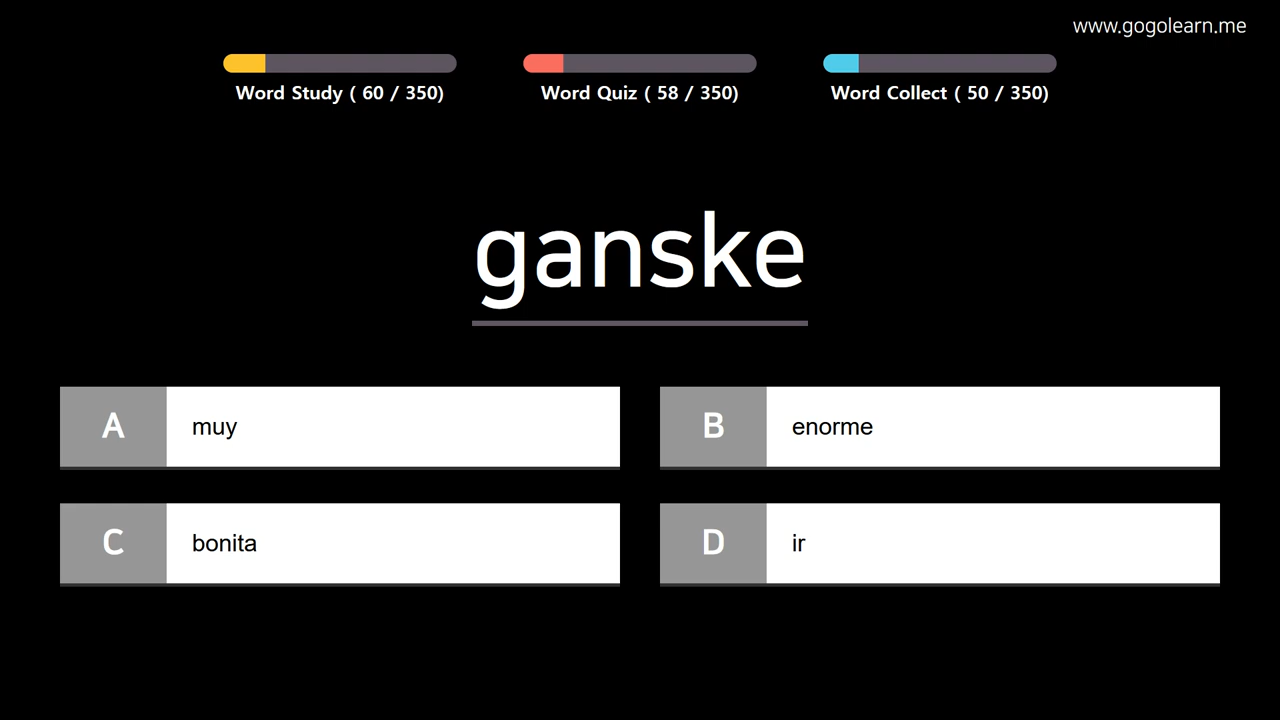 www.gogolearn.me
Word Study ( 60 / 350)
Word Quiz ( 58 / 350)
Word Collect ( 50 / 350)
ganske
A muy
B enorme
C bonita
D ir